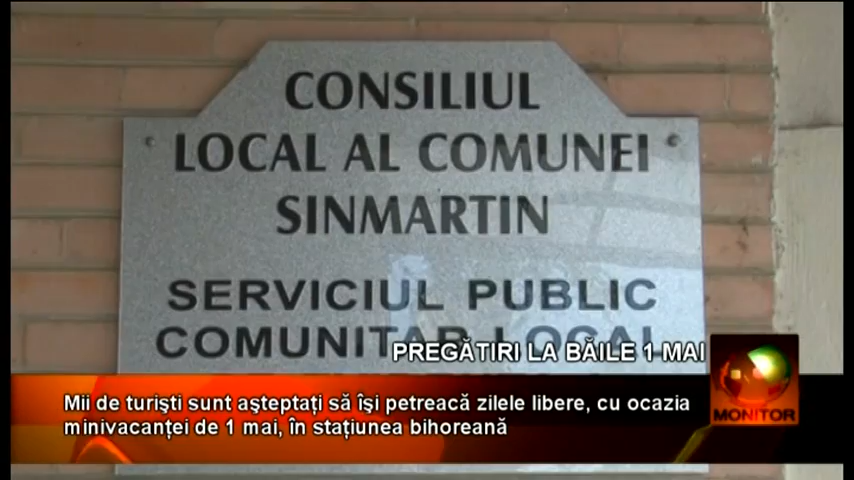 CONSILIUL
LOCAL AL COMUNEI
SINMARTIN
SERVICIUL PUBLIC
COMUNITAR LOCAL
PREGĂTIRI LA BĂILE 1 MAI
Mii de turişti sunt aşteptaţi să îşi petreacă zilele libere, cu ocazia
minivacanţei de 1 mai, în staţiunea bihoreană
MONITOR